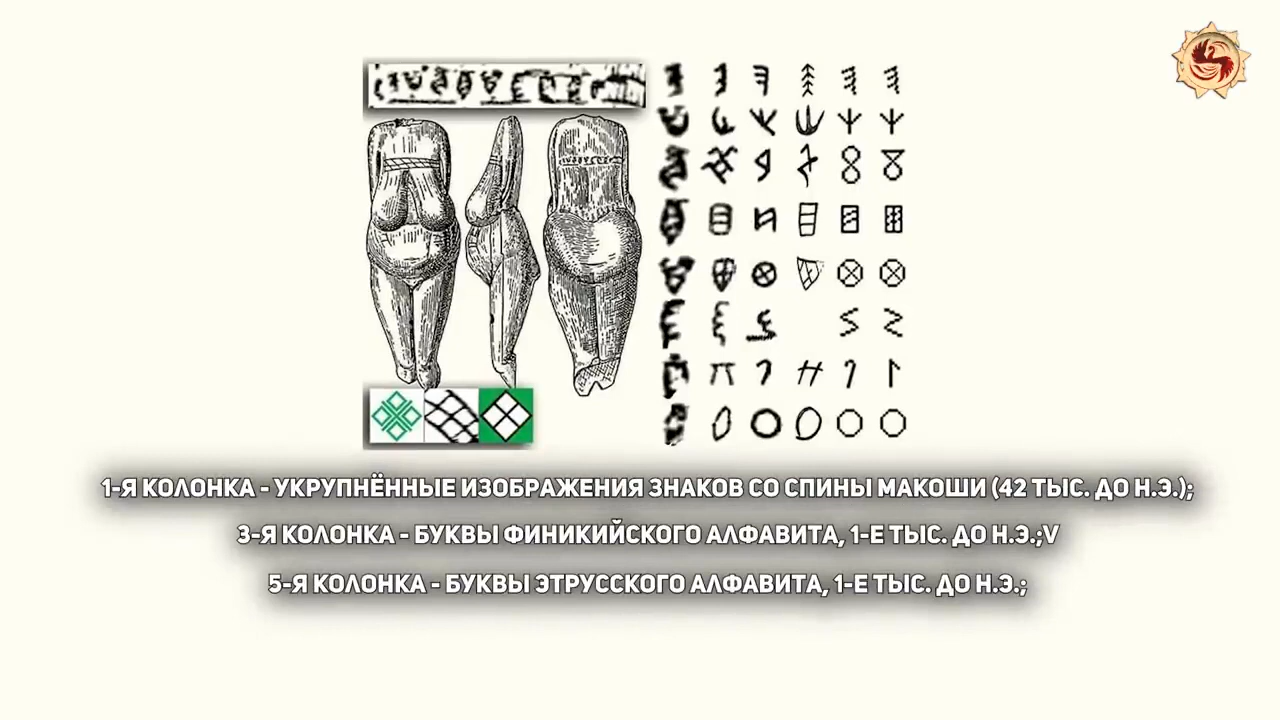 1-Я КОЛОНКА - УКРУПНЁННЫЕ ИЗОБРАЖЕНИЯ ЗНАКОВ СО СПИНЫ МАКОШИ (42 ТЫС. ДО Н.Э.);
3-Я КОЛОНКА - БУКВЫ ФИНИКИЙСКОГО АЛФАВИТА, 1-Е ТЫС. ДО Н.Э.;V
5-Я КОЛОНКА - БУКВЫ ЭТРУССКОГО АЛФАВИТА, 1-Е ТЫС. ДО Н.Э.;